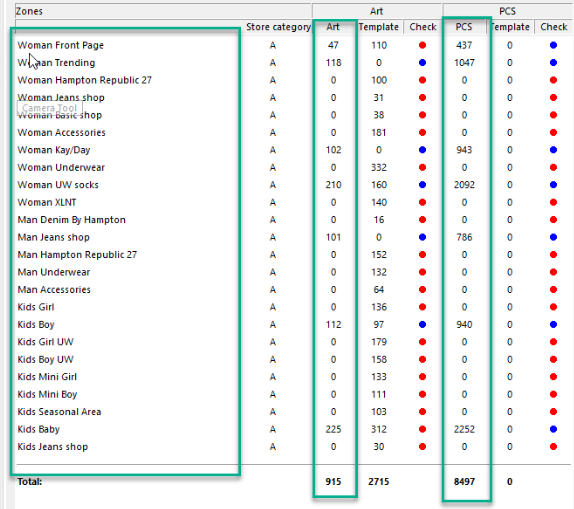 Zones Art PCS
Store category Art Template Check PCS Template Check
Woman Front Page A 47 110 437 0
Woman Trending A 118 0 1047 0
Woman Hampton Republic 27 A 0 100 0 0
Woman Jeans shop A 0 31 0 0
Camera Tool
Woman Basic shop A 0 38 0 0
Woman Accessories A 0 181 0 0
Woman Kay/Day A 102 0 943 0
Woman Underwear A 0 332 0 0
Woman UW socks A 210 160 2092 0
Woman XLNT A 0 140 0 0
Man Denim By Hampton A 0 16 0 0
Man Jeans shop A 101 0 786 0
Man Hampton Republic 27 A 0 152 0 0
Man Underwear A 0 132 0 0
Man Accessories A 0 64 0 0
Kids Girl A 0 136 0 0
Kids Boy A 112 97 940 0
Kids Girl UW A 0 179 0 0
Kids Boy UW A 0 158 0 0
Kids Mini Girl A 0 133 0 0
Kids Mini Boy A 0 111 0 0
Kids Seasonal Area A 0 103 0 0
Kids Baby A 225 312 2252 0
Kids Jeans shop A 0 30 0 0
Total: 915 2715 8497 0